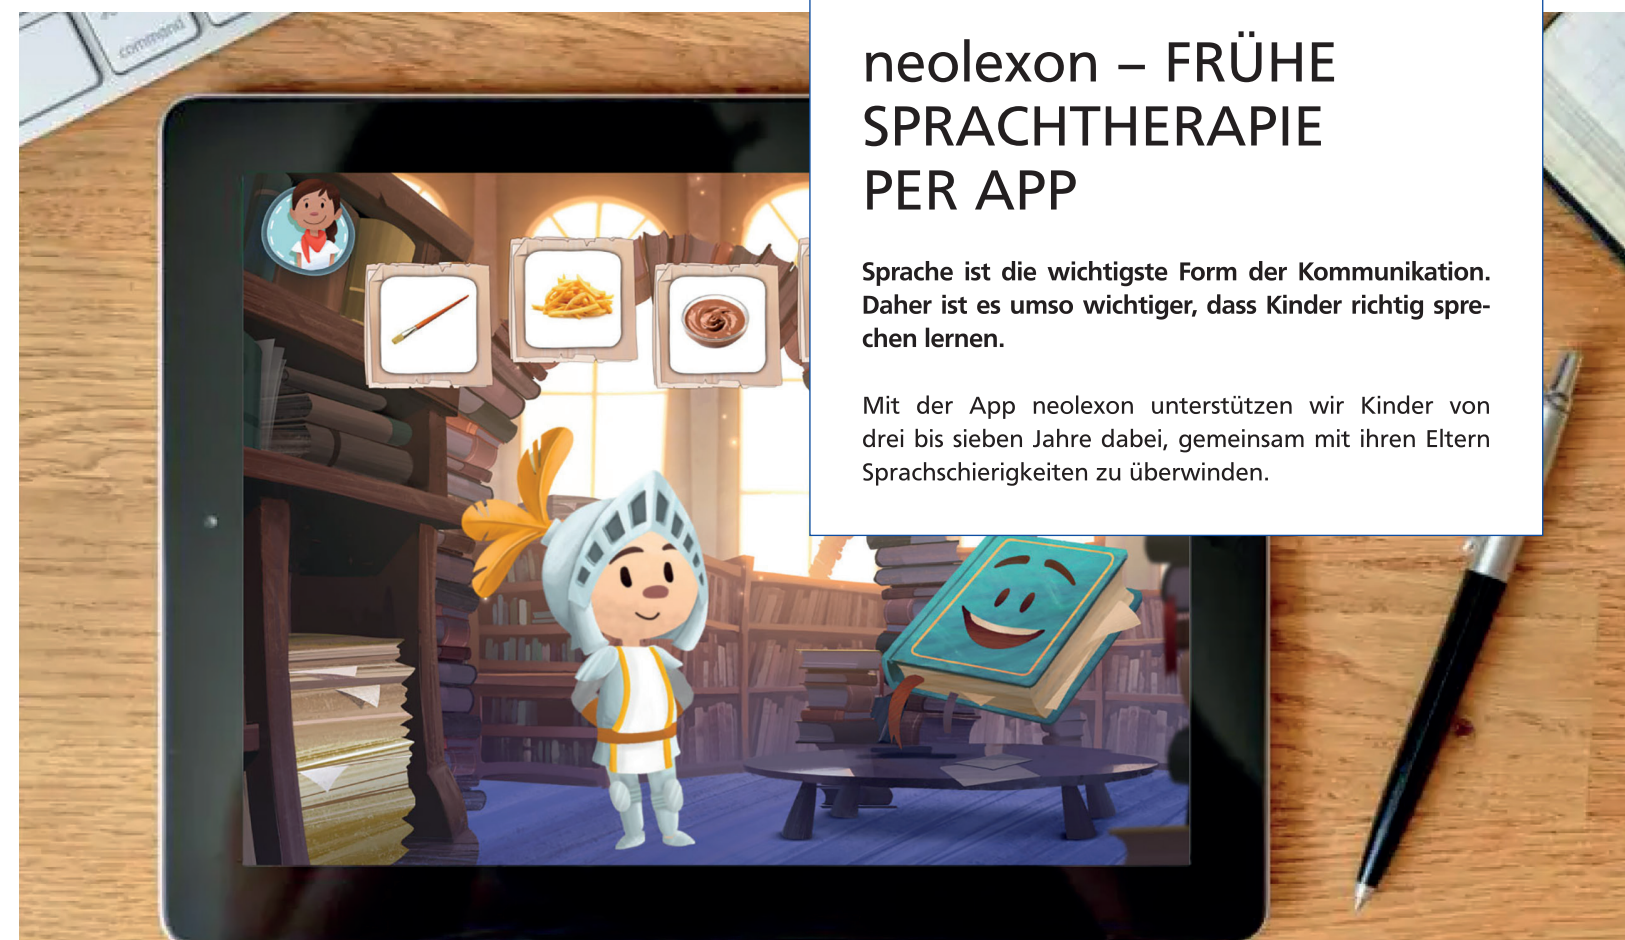 command
neolexon – FRÜHE
SPRACHTHERAPIE
PER APP
Sprache ist die wichtigste Form der Kommunikation.
Daher ist es umso wichtiger, dass Kinder richtig spre-
chen lernen.
Mit der App neolexon unterstützen wir Kinder von
drei bis sieben Jahre dabei, gemeinsam mit ihren Eltern
Sprachschierigkeiten zu überwinden.